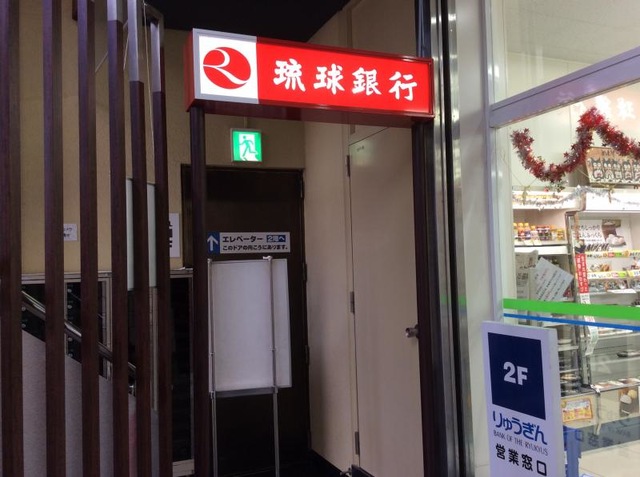 琉球銀行
エレベーター 2階へ
このドアの向こうにあります。
2F
りゅうぎん
BANK OF THE RYUKYUS
営業窓口